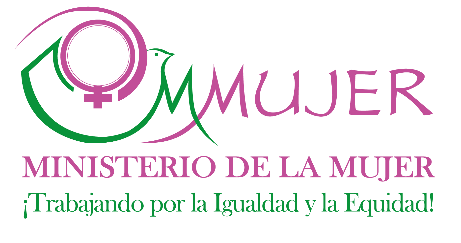 MMUJER
MINISTERIO DE LA MUJER
¡Trabajando por la Igualdad y la Equidad!